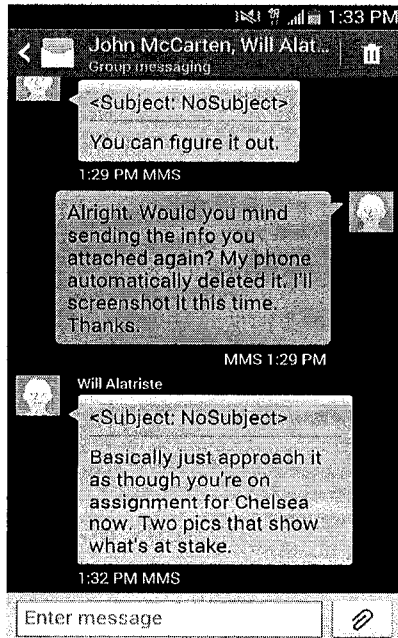 1:33 PM
John McCarten, Will Alat...
Group messaging
<Subject: NoSubject>
You can figure it out.
1:29 PM MMS
Alright. Would you mind
sending the info you
attached again? My phone
automatically deleted it. I'll
screenshot it this time.
Thanks.
MMS 1:29 PM
Will Alatriste
<Subject: NoSubject>
Basically just approach it
as though you're on
assignment for Chelsea
now. Two pics that show
what's at stake.
1:32 PM MMS
Enter message